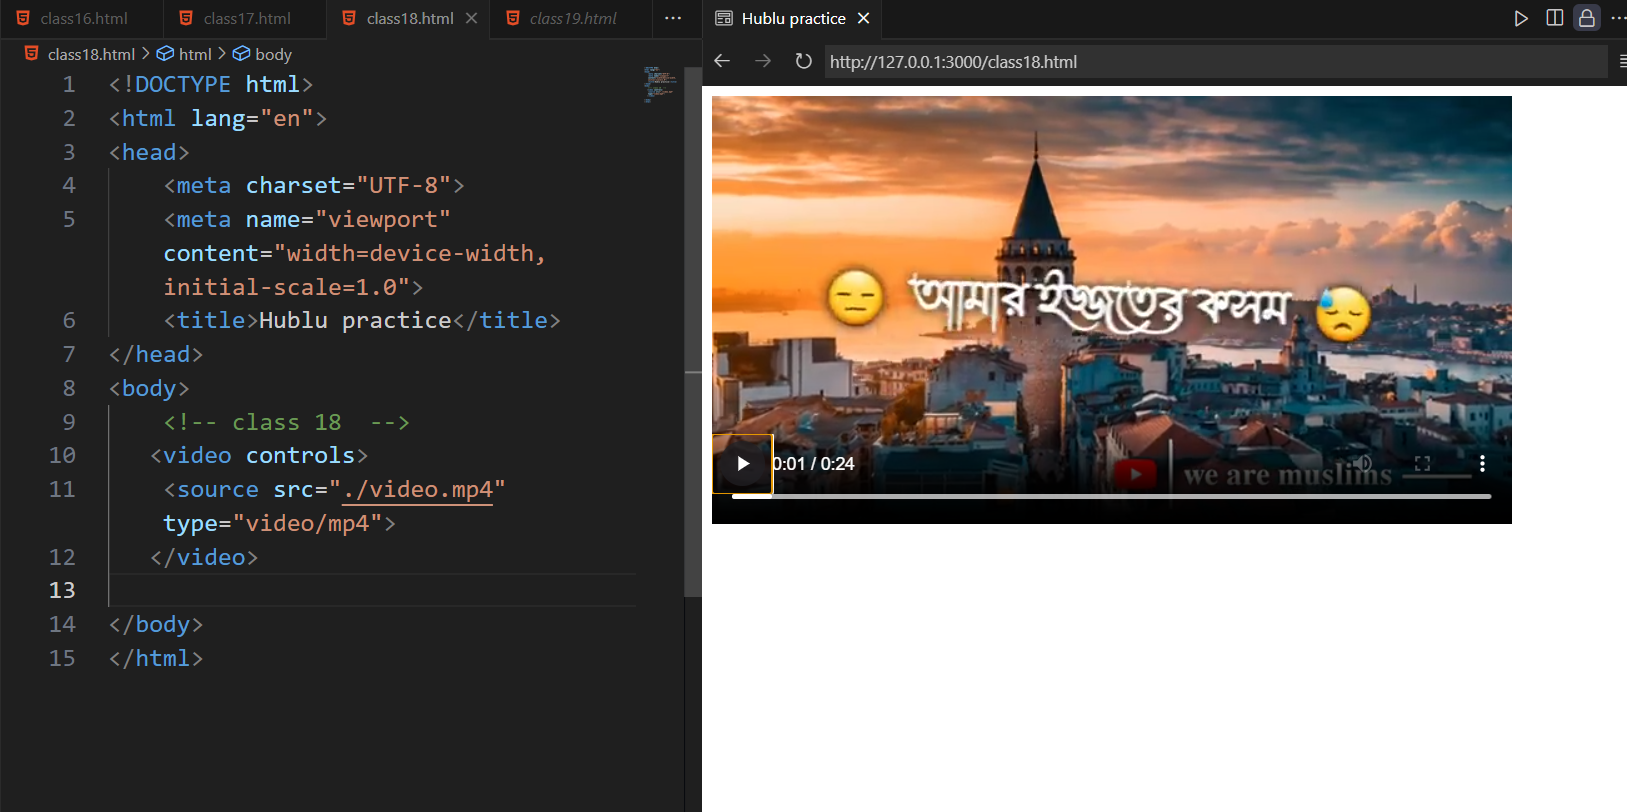 class16.html class17.html class18.html class19.html
class18.html html body
1 <!DOCTYPE html>
2 <html lang="en">
3 <head>
4 <meta charset="UTF-8">
5 <meta name="viewport"
content="width=device-width,
initial-scale=1.0">
6 <title>Hublu practice</title>
7 </head>
8 <body>
9 <!-- class 18  -->
10 <video controls>
11 <source src="./video.mp4"
type="video/mp4">
12 </video>
13
14 </body>
15 </html>
Hublu practice
http://127.0.0.1:3000/class18.html
আমার ইজ্জতের কসম
0:01 / 0:24
we are muslims